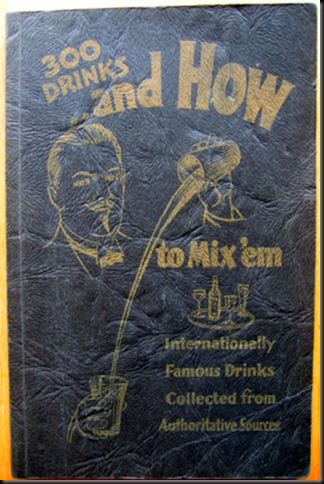 300
DRINKS
and HOW
to Mix'em
Internationally
Famous Drinks
Collected from
Authoritative Sources